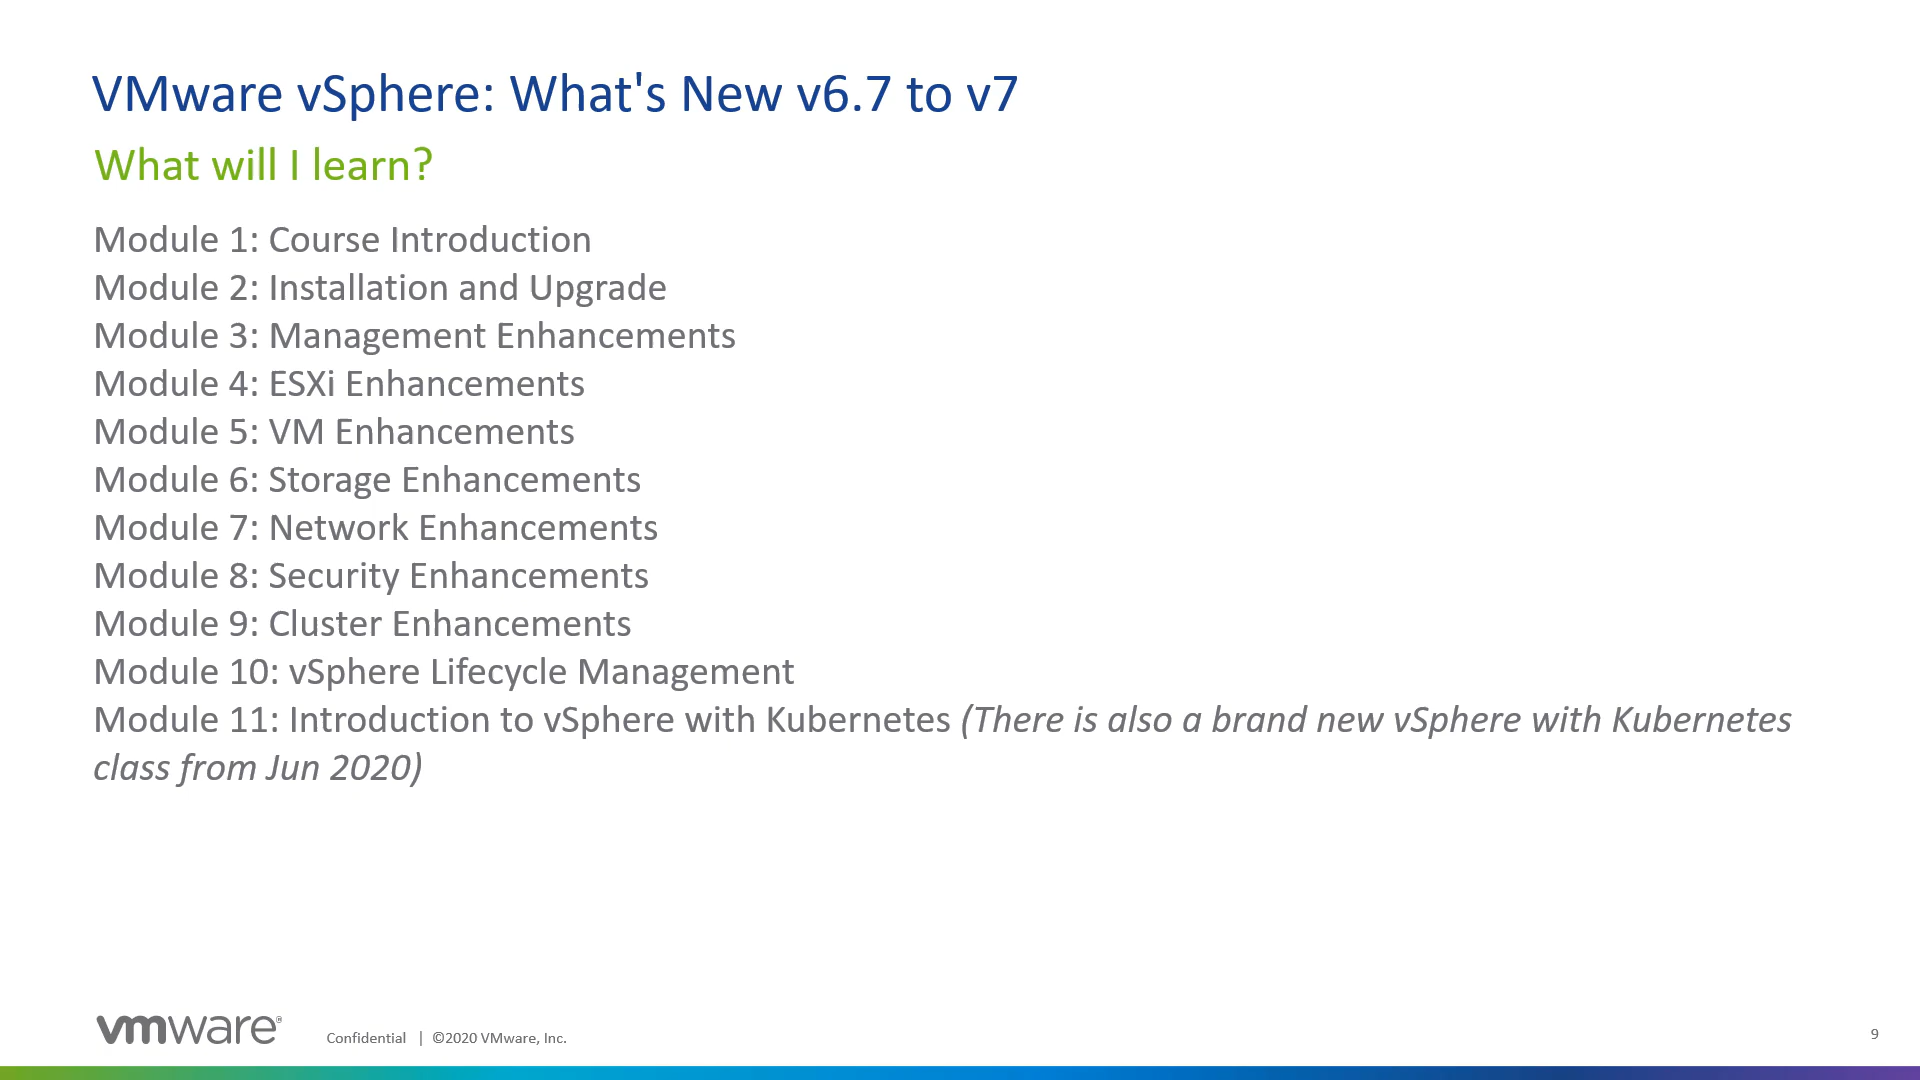 VMware vSphere: What's New v6.7 to v7
What will I learn?
Module 1: Course Introduction
Module 2: Installation and Upgrade
Module 3: Management Enhancements
Module 4: ESXi Enhancements
Module 5: VM Enhancements
Module 6: Storage Enhancements
Module 7: Network Enhancements
Module 8: Security Enhancements
Module 9: Cluster Enhancements
Module 10: vSphere Lifecycle Management
Module 11: Introduction to vSphere with Kubernetes (There is also a brand new vSphere with Kubernetes
class from Jun 2020)
vmware®
Confidential | ©2020 VMware, Inc.
9